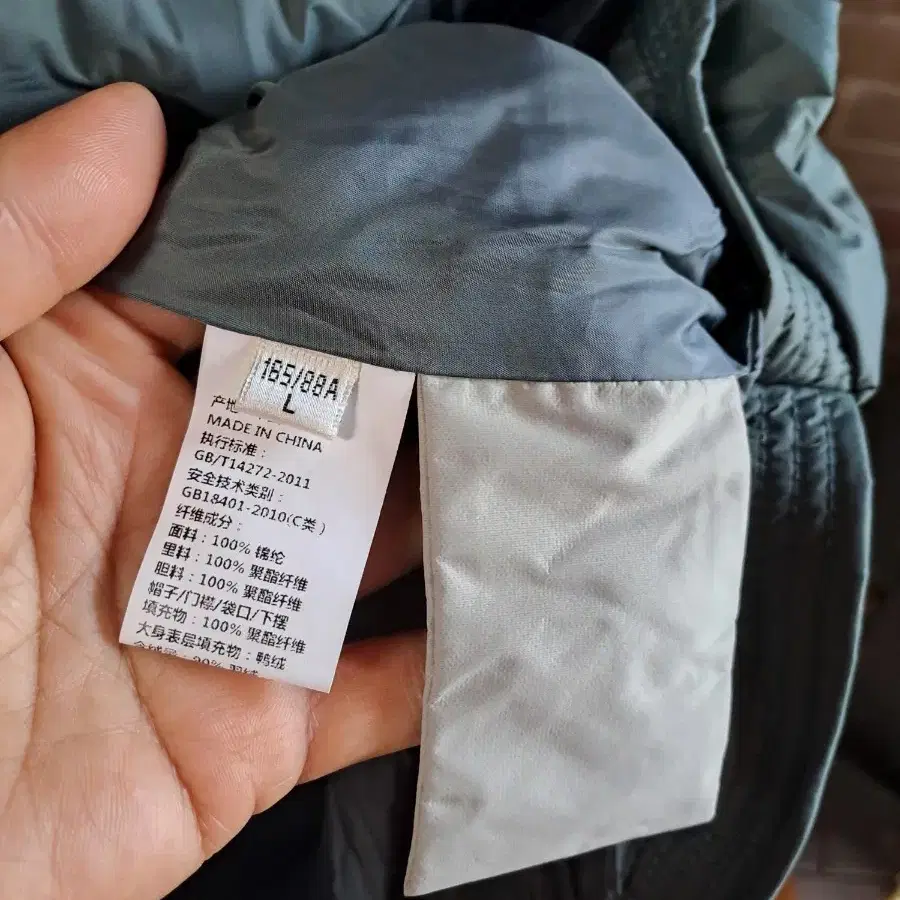 165/88A
L
产地
MADE IN CHINA
执行标准：
GB/T14272-2011
安全技术类别：
GB18401-2010(C类)
纤维成分：
面料：100% 锦纶
里料：100% 聚酯纤维
胆料：100% 聚酯纤维
帽子/门襟/袋口/下摆
填充物：100% 聚酯纤维
大身表层填充物：鸭绒